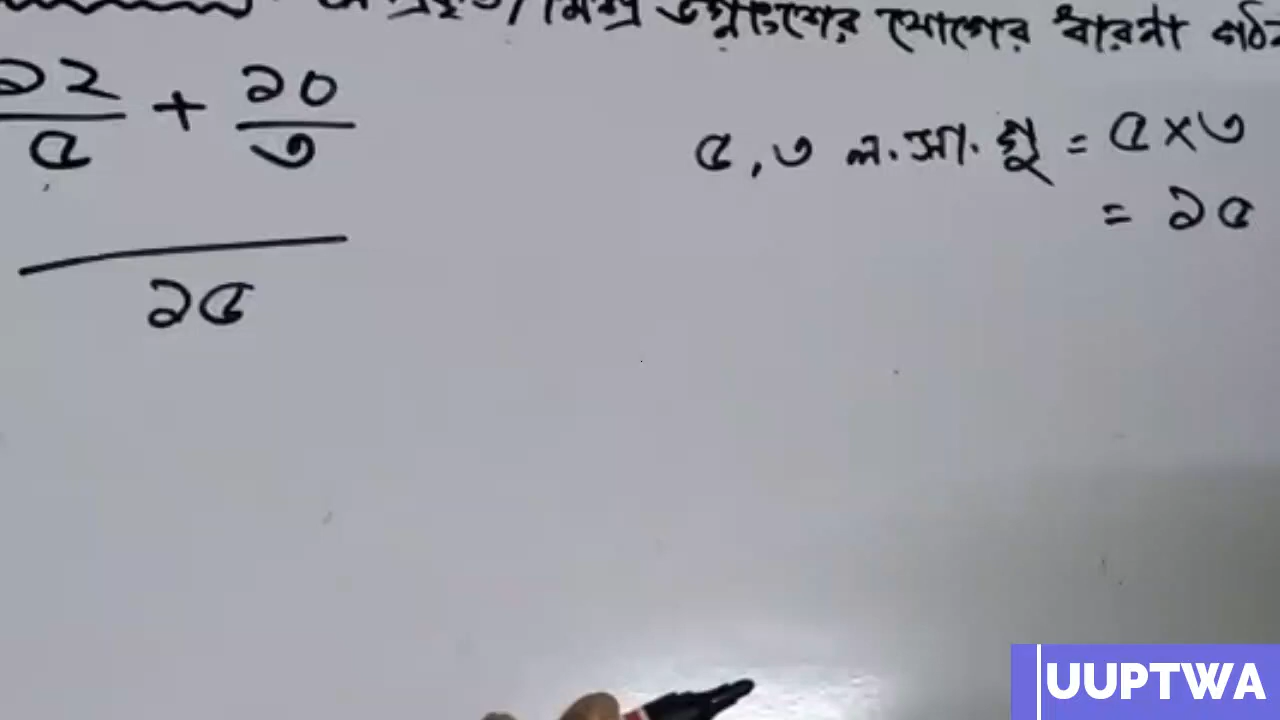 মিশ্র ভগ্নাংশের যোগের ধারনা গঠন
১২/৫ + ১০/৩
৫,৩ ল.সা.গু = ৫×৩
= ১৫
১৫
UUPTWA